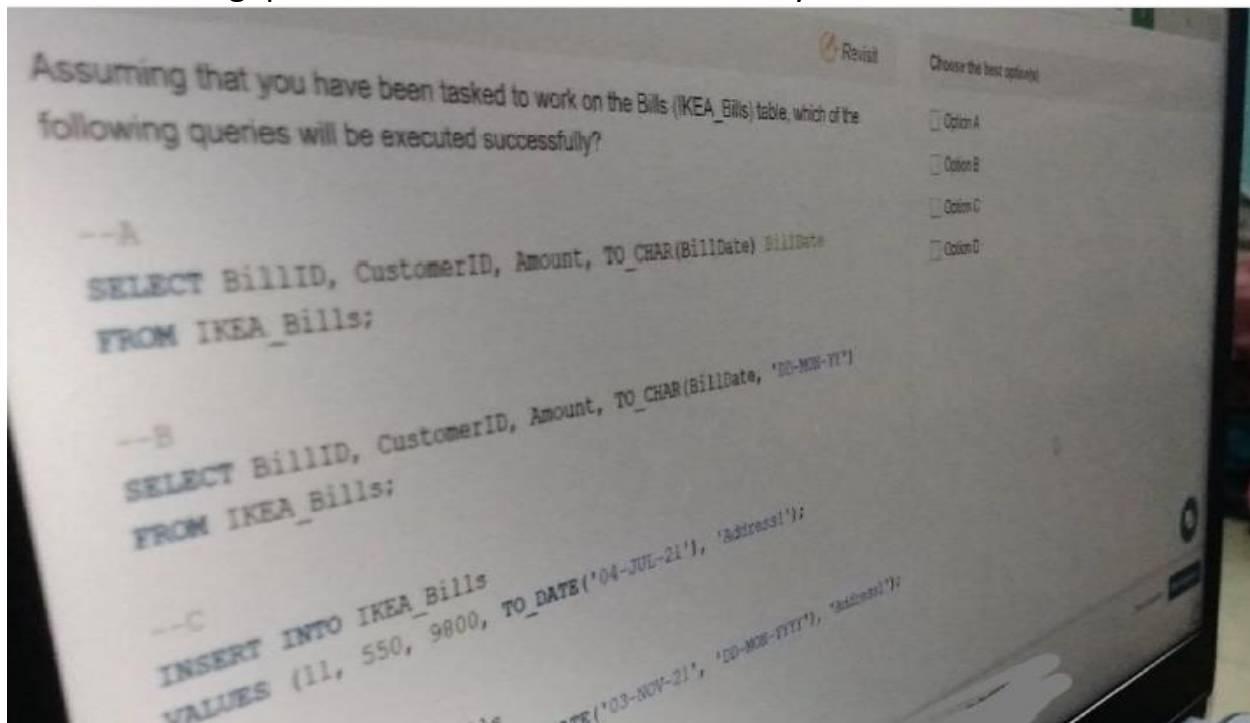 Revisit
Assuming that you have been tasked to work on the Bills (IKEA_Bills) table, which of the
following queries will be executed successfully?
--A
SELECT BillID, CustomerID, Amount, TO_CHAR(BillDate) BillDate
FROM IKEA_Bills;
--B
SELECT BillID, CustomerID, Amount, TO_CHAR(BillDate, 'DD-MON-YY')
FROM IKEA_Bills;
--C
INSERT INTO IKEA_Bills
VALUES (11, 550, 9800, TO_DATE('04-JUL-21'), 'Address1');
'03-NOV-21', 'DD-MON-YYYY'), 'Address1');
Choose the best option(s)
Option A
Option B
Option C
Option D